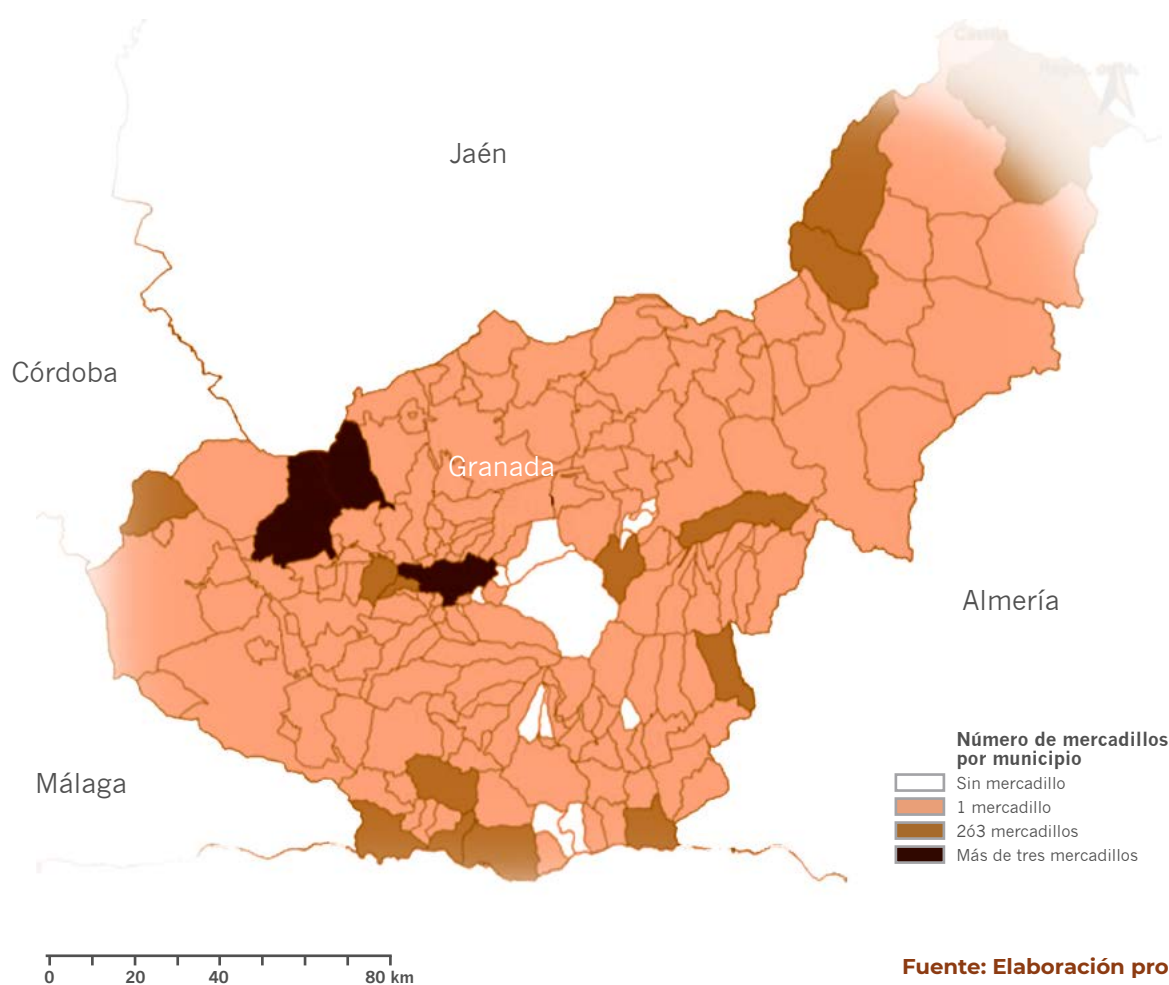 Jaén
Córdoba
Granada
Almería
Málaga
Número de mercadillos
por municipio
Sin mercadillo
1 mercadillo
2ó3 mercadillos
Más de tres mercadillos
0 20 40 80 km
Fuente: Elaboración pro